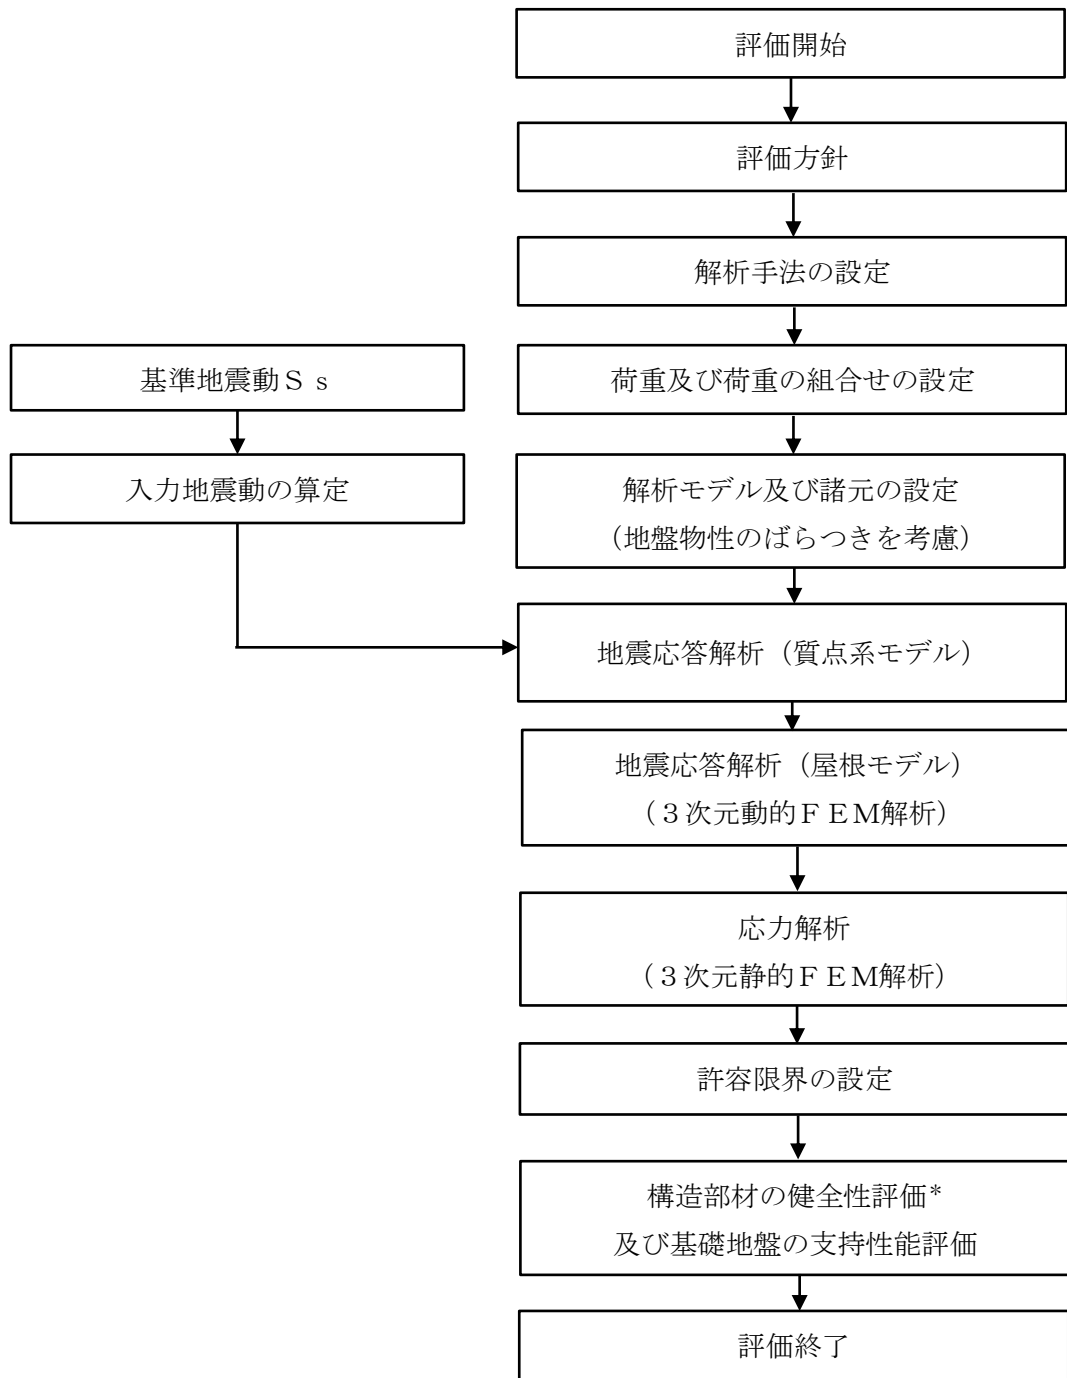 評価開始
評価方針
解析手法の設定
荷重及び荷重の組合せの設定
基準地震動Ｓｓ
入力地震動の算定
解析モデル及び諸元の設定
（地盤物性のばらつきを考慮）
地震応答解析（質点系モデル）
地震応答解析（屋根モデル）
（３次元動的ＦＥＭ解析）
応力解析
（３次元静的ＦＥＭ解析）
許容限界の設定
構造部材の健全性評価*
及び基礎地盤の支持性能評価
評価終了